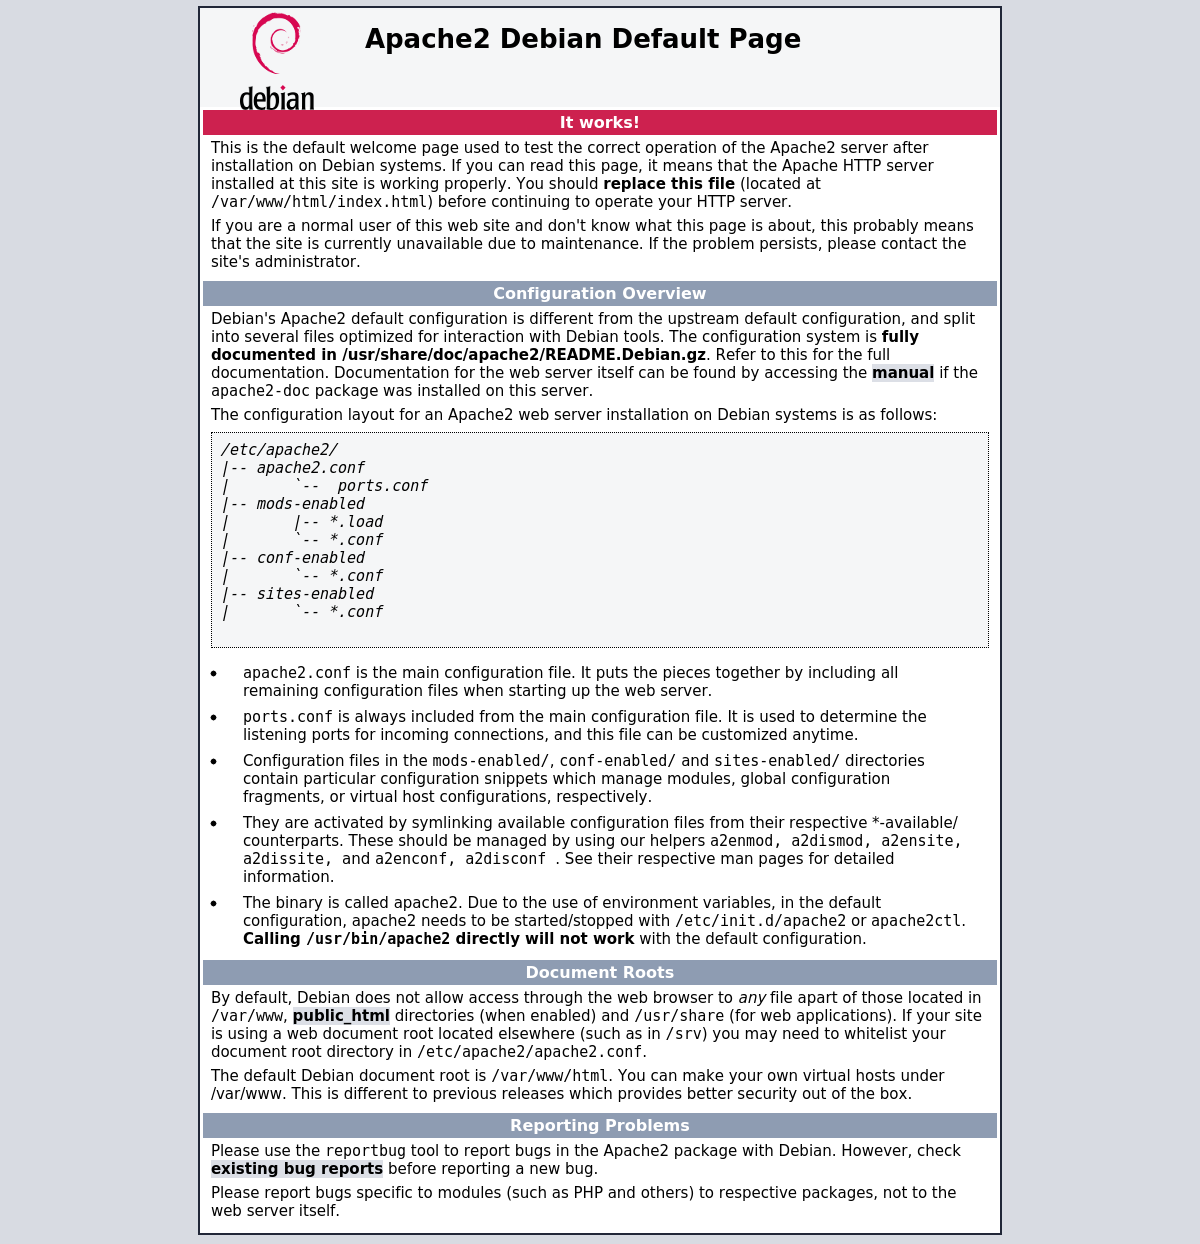 debian
Apache2 Debian Default Page
It works!
This is the default welcome page used to test the correct operation of the Apache2 server after
installation on Debian systems. If you can read this page, it means that the Apache HTTP server
installed at this site is working properly. You should replace this file (located at
/var/www/html/index.html) before continuing to operate your HTTP server.
If you are a normal user of this web site and don't know what this page is about, this probably means
that the site is currently unavailable due to maintenance. If the problem persists, please contact the
site's administrator.
Configuration Overview
Debian's Apache2 default configuration is different from the upstream default configuration, and split
into several files optimized for interaction with Debian tools. The configuration system is fully
documented in /usr/share/doc/apache2/README.Debian.gz. Refer to this for the full
documentation. Documentation for the web server itself can be found by accessing the manual if the
apache2-doc package was installed on this server.
The configuration layout for an Apache2 web server installation on Debian systems is as follows:
/etc/apache2/
|-- apache2.conf
|       `--  ports.conf
|-- mods-enabled
|       |-- *.load
|       `-- *.conf
|-- conf-enabled
|       `-- *.conf
|-- sites-enabled
|       `-- *.conf
• apache2.conf is the main configuration file. It puts the pieces together by including all
remaining configuration files when starting up the web server.
• ports.conf is always included from the main configuration file. It is used to determine the
listening ports for incoming connections, and this file can be customized anytime.
• Configuration files in the mods-enabled/, conf-enabled/ and sites-enabled/ directories
contain particular configuration snippets which manage modules, global configuration
fragments, or virtual host configurations, respectively.
• They are activated by symlinking available configuration files from their respective *-available/
counterparts. These should be managed by using our helpers a2enmod, a2dismod, a2ensite,
a2dissite, and a2enconf, a2disconf . See their respective man pages for detailed
information.
• The binary is called apache2. Due to the use of environment variables, in the default
configuration, apache2 needs to be started/stopped with /etc/init.d/apache2 or apache2ctl.
Calling /usr/bin/apache2 directly will not work with the default configuration.
Document Roots
By default, Debian does not allow access through the web browser to any file apart of those located in
/var/www, public_html directories (when enabled) and /usr/share (for web applications). If your site
is using a web document root located elsewhere (such as in /srv) you may need to whitelist your
document root directory in /etc/apache2/apache2.conf.
The default Debian document root is /var/www/html. You can make your own virtual hosts under
/var/www. This is different to previous releases which provides better security out of the box.
Reporting Problems
Please use the reportbug tool to report bugs in the Apache2 package with Debian. However, check
existing bug reports before reporting a new bug.
Please report bugs specific to modules (such as PHP and others) to respective packages, not to the
web server itself.